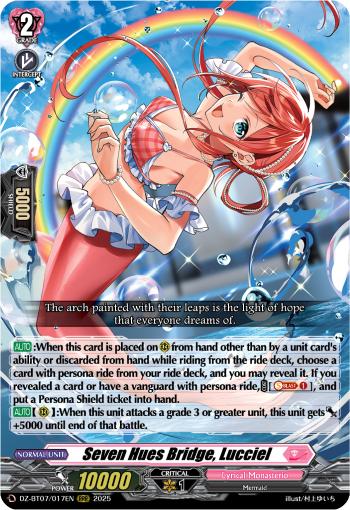 2
GRADE
INTERCEPT
5000
SHIELD
The arch painted with their leaps is the light of hope
that everyone dreams of.
AUTO:When this card is placed on RC from hand other than by a unit card's
ability or discarded from hand while riding from the ride deck, choose a
card with persona ride from your ride deck, and you may reveal it. If you
revealed a card or have a vanguard with persona ride, [SOUL BLAST 1], and
put a Persona Shield ticket into hand.
AUTO【RC】:When this unit attacks a grade 3 or greater unit, this unit gets
+5000 until end of that battle.
NORMAL UNIT
Seven Hues Bridge, Lucciel
POWER
10000
CRITICAL
1
Lyrical Monasterio
Mermaid
DZ-BT07/017EN RRR 2025
illust/村上ゆいち